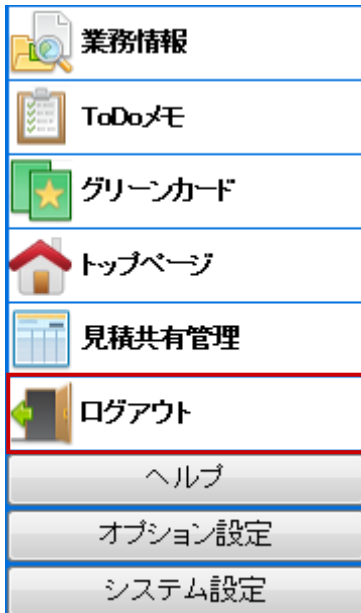 業務情報
ToDoメモ
グリーンカード
トップページ
見積共有管理
ログアウト
ヘルプ
オプション設定
システム設定